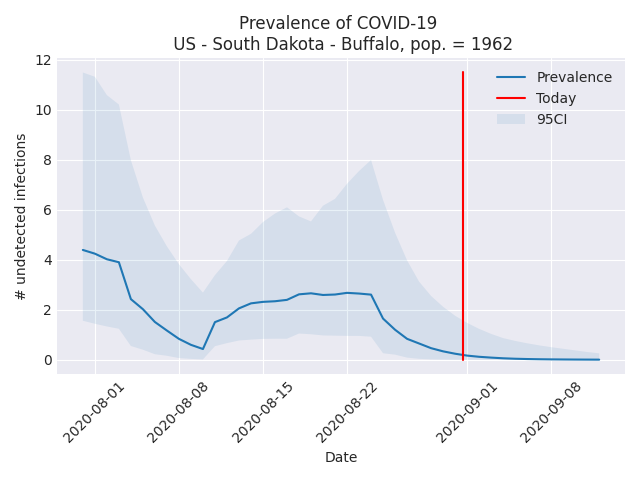 Prevalence of COVID-19
US - South Dakota - Buffalo, pop. = 1962
# undetected infections
12
10
8
6
4
2
0
Prevalence
Today
95CI
2020-08-01
2020-08-08
2020-08-15
2020-08-22
2020-09-01
2020-09-08
Date